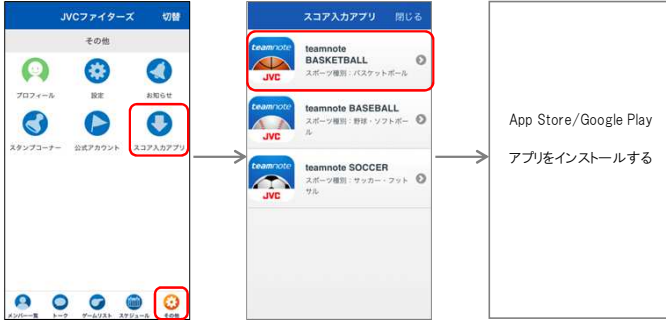 JVCファイターズ
切替
その他
プロフィール
設定
お知らせ
スタンプコーナー
公式アカウント
スコア入力アプリ
メンバー一覧
トーク
ゲームリスト
スケジュール
その他
スコア入力アプリ
閉じる
teamnote
JVC
teamnote
BASKETBALL
スポーツ種別：バスケットボール
teamnote
JVC
teamnote BASEBALL
スポーツ種別：野球・ソフトボー
ル
teamnote
JVC
teamnote SOCCER
スポーツ種別：サッカー・フット
サル
App Store/Google Play
アプリをインストールする